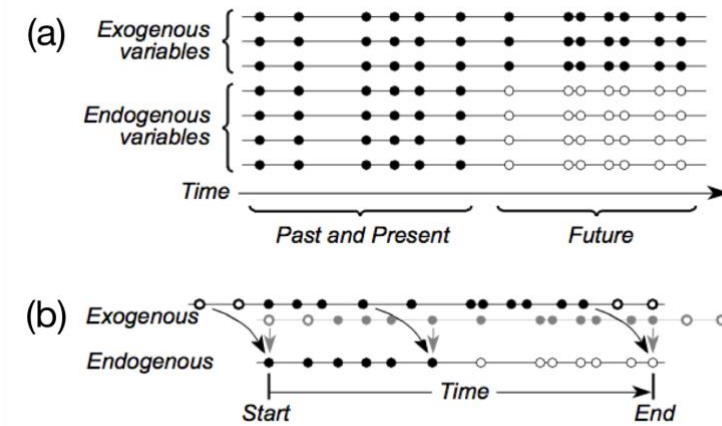 (a)
Exogenous
variables
Endogenous
variables
Time
Past and Present
Future
(b)
Exogenous
Endogenous
Time
Start
End